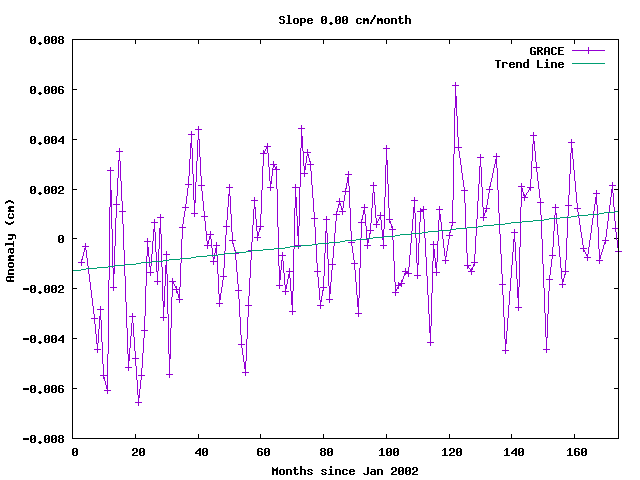 Slope 0.00 cm/month
0.008
0.006
0.004
0.002
0
-0.002
-0.004
-0.006
-0.008
Anomaly (cm)
GRACE
Trend Line
0 20 40 60 80 100 120 140 160
Months since Jan 2002